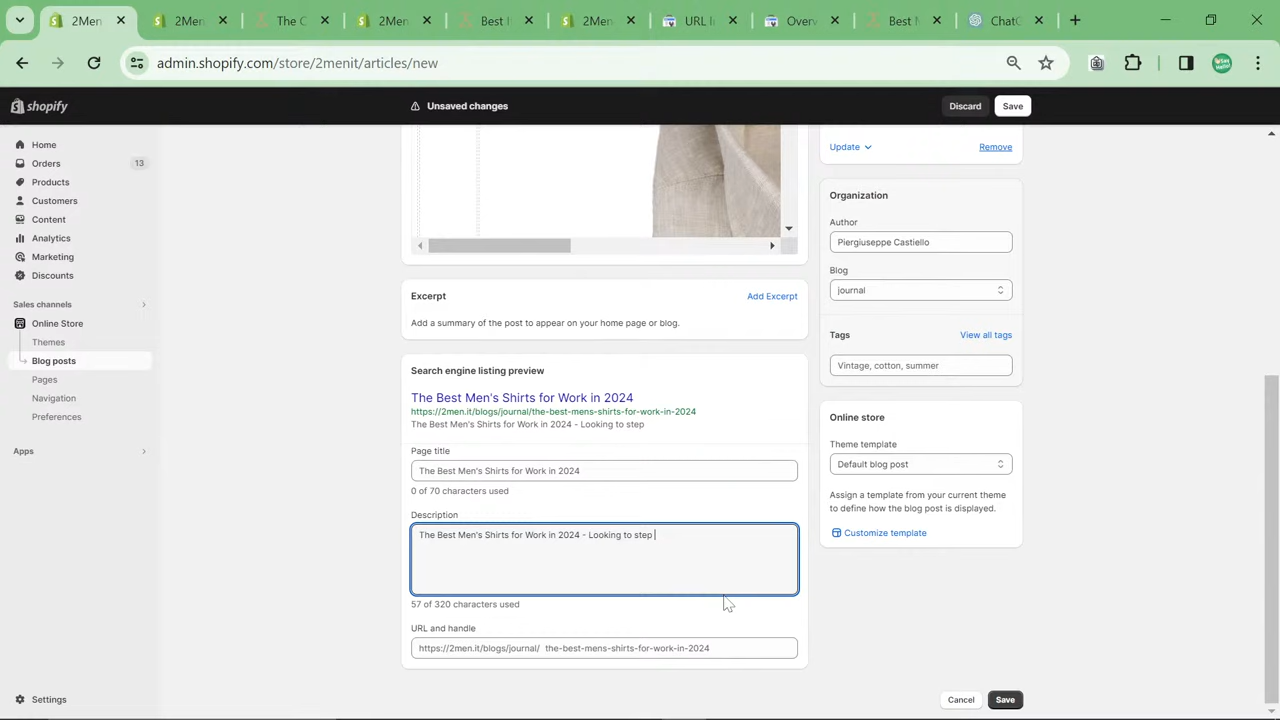 2Men
2Men
The C
2Men
Best I
2Men
URL I
Overv
Best M
ChatG
admin.shopify.com/store/2menit/articles/new
shopify
Unsaved changes
Discard
Save
Home
Orders
13
Products
Customers
Content
Analytics
Marketing
Discounts
Sales channels
Online Store
Themes
Blog posts
Pages
Navigation
Preferences
Apps
Settings
Excerpt
Add Excerpt
Add a summary of the post to appear on your home page or blog.
Search engine listing preview
The Best Men's Shirts for Work in 2024
https://2men.it/blogs/journal/the-best-mens-shirts-for-work-in-2024
The Best Men's Shirts for Work in 2024 - Looking to step
Page title
The Best Men's Shirts for Work in 2024
0 of 70 characters used
Description
The Best Men's Shirts for Work in 2024 - Looking to step
57 of 320 characters used
URL and handle
https://2men.it/blogs/journal/ the-best-mens-shirts-for-work-in-2024
Update
Remove
Organization
Author
Piergiuseppe Castiello
Blog
journal
Tags
View all tags
Vintage, cotton, summer
Online store
Theme template
Default blog post
Assign a template from your current theme
to define how the blog post is displayed.
Customize template
Cancel
Save